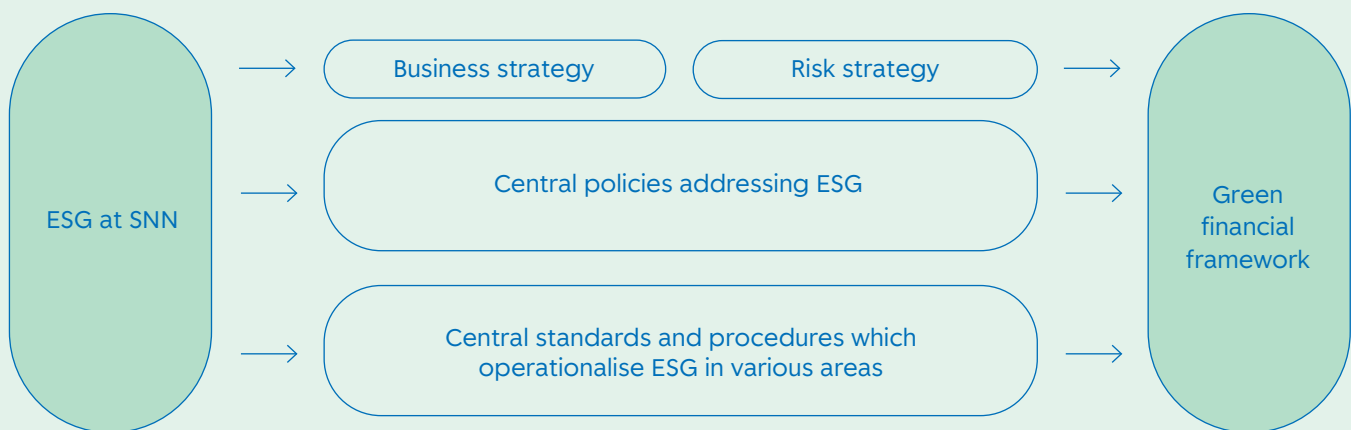 Business strategy
Risk strategy
ESG at SNN
Central policies addressing ESG
Central standards and procedures which
operationalise ESG in various areas
Green
financial
framework